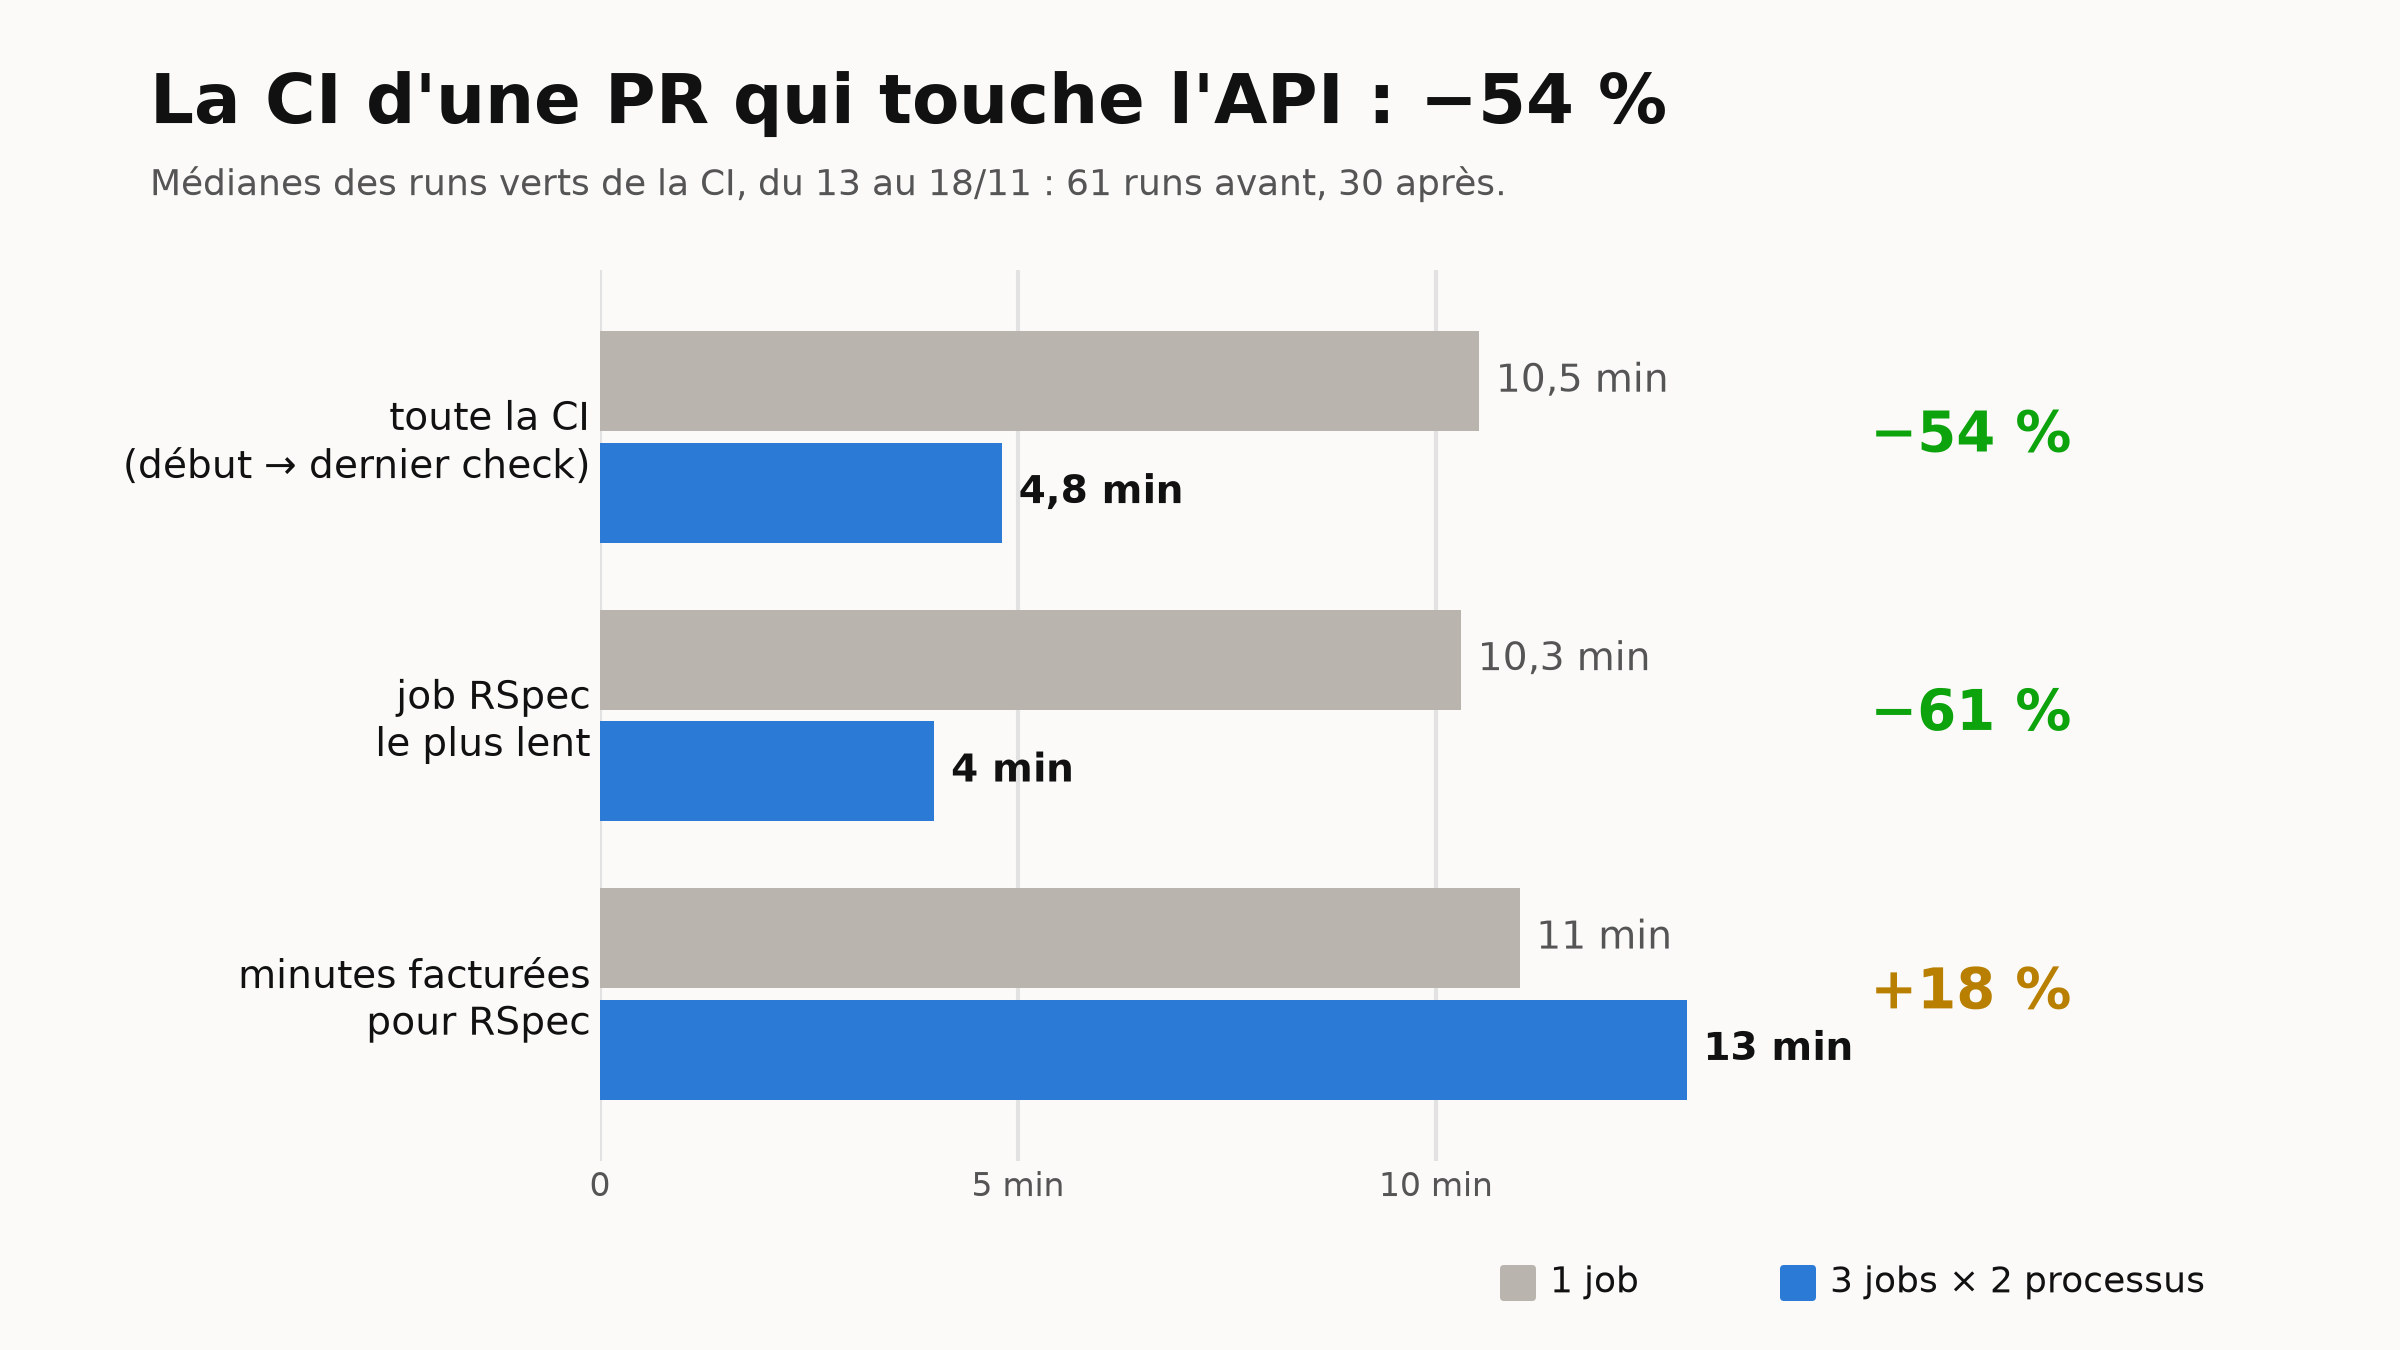 La CI d'une PR qui touche l'API : −54 %
Médianes des runs verts de la CI, du 13 au 18/11 : 61 runs avant, 30 après.
toute la CI
(début → dernier check)
10,5 min
4,8 min
−54 %
job RSpec
le plus lent
10,3 min
4 min
−61 %
minutes facturées
pour RSpec
11 min
13 min
+18 %
0
5 min
10 min
1 job
3 jobs × 2 processus